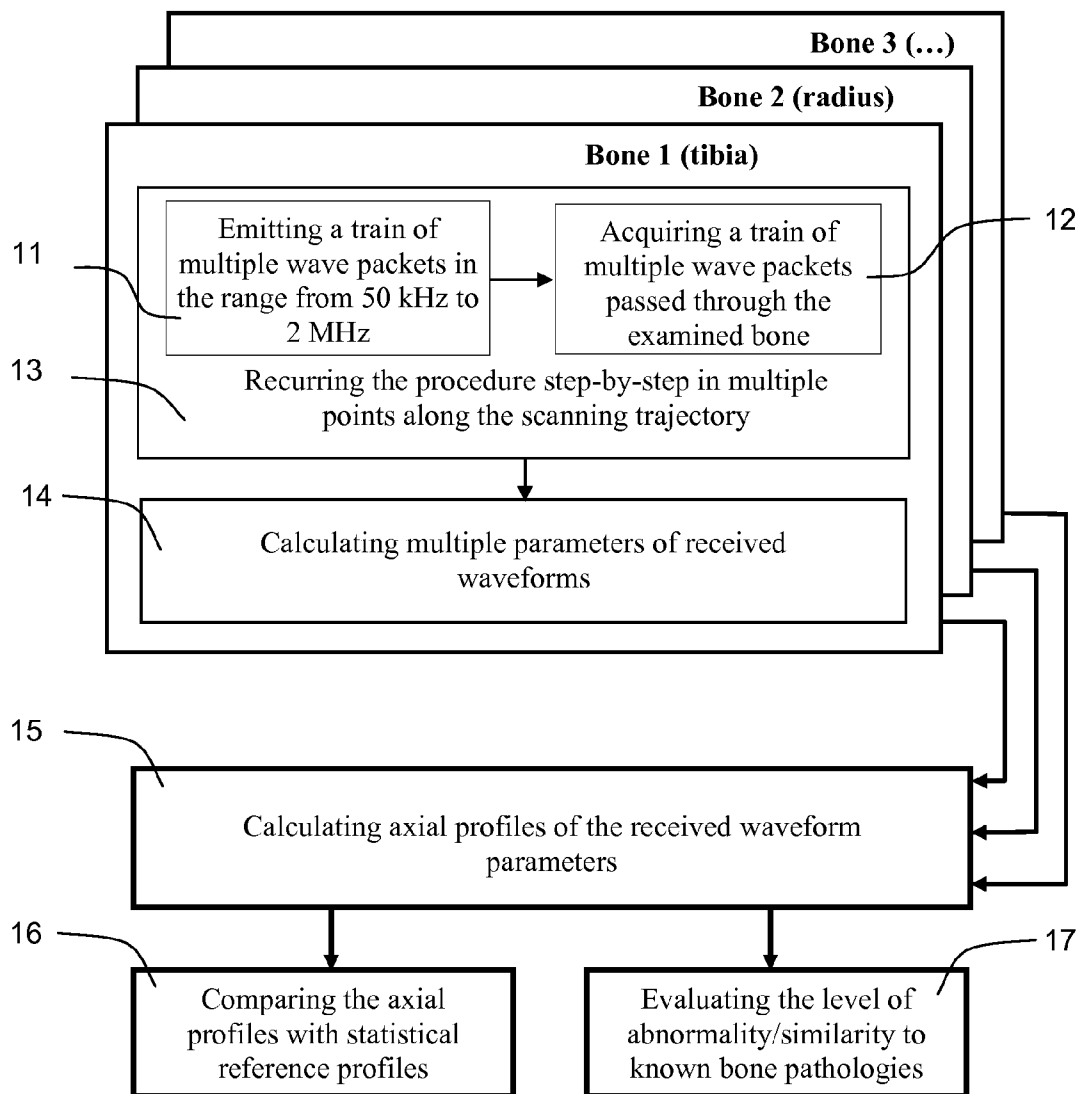 Bone 3 (...)
Bone 2 (radius)
Bone 1 (tibia)
11
Emitting a train of
multiple wave packets in
the range from 50 kHz to
2 MHz
Acquiring a train of
multiple wave packets
passed through the
examined bone
12
13
Recurring the procedure step-by-step in multiple
points along the scanning trajectory
14
Calculating multiple parameters of received
waveforms
15
Calculating axial profiles of the received waveform
parameters
16
Comparing the axial
profiles with statistical
reference profiles
17
Evaluating the level of
abnormality/similarity to
known bone pathologies